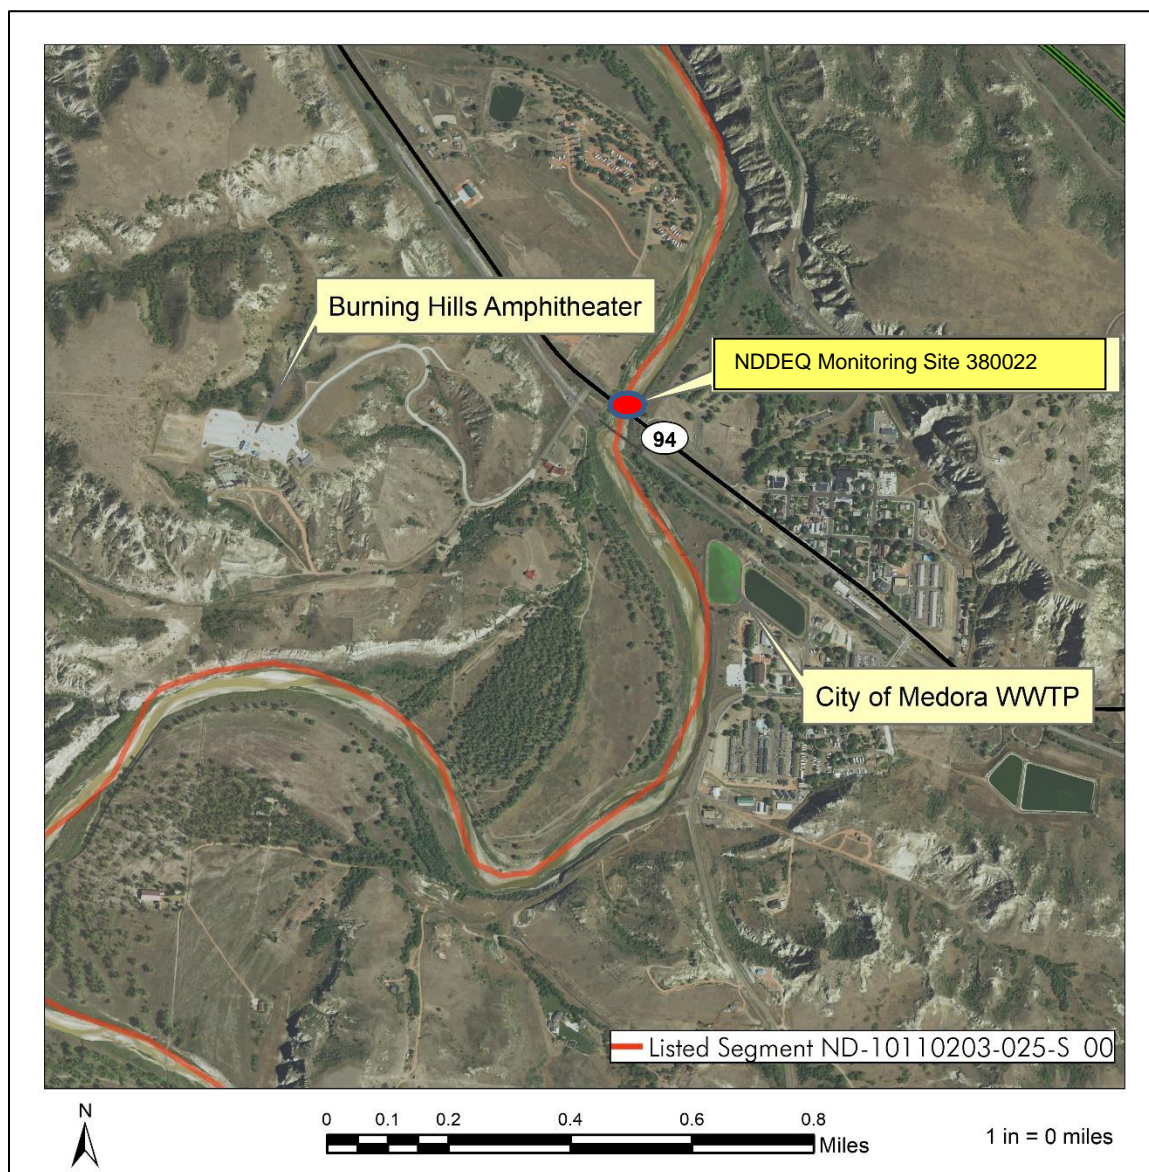 Burning Hills Amphitheater
NDDEQ Monitoring Site 380022
94
City of Medora WWTP
Listed Segment ND-10110203-025-S_00
N
0 0.1 0.2 0.4 0.6 0.8
Miles
1 in = 0 miles